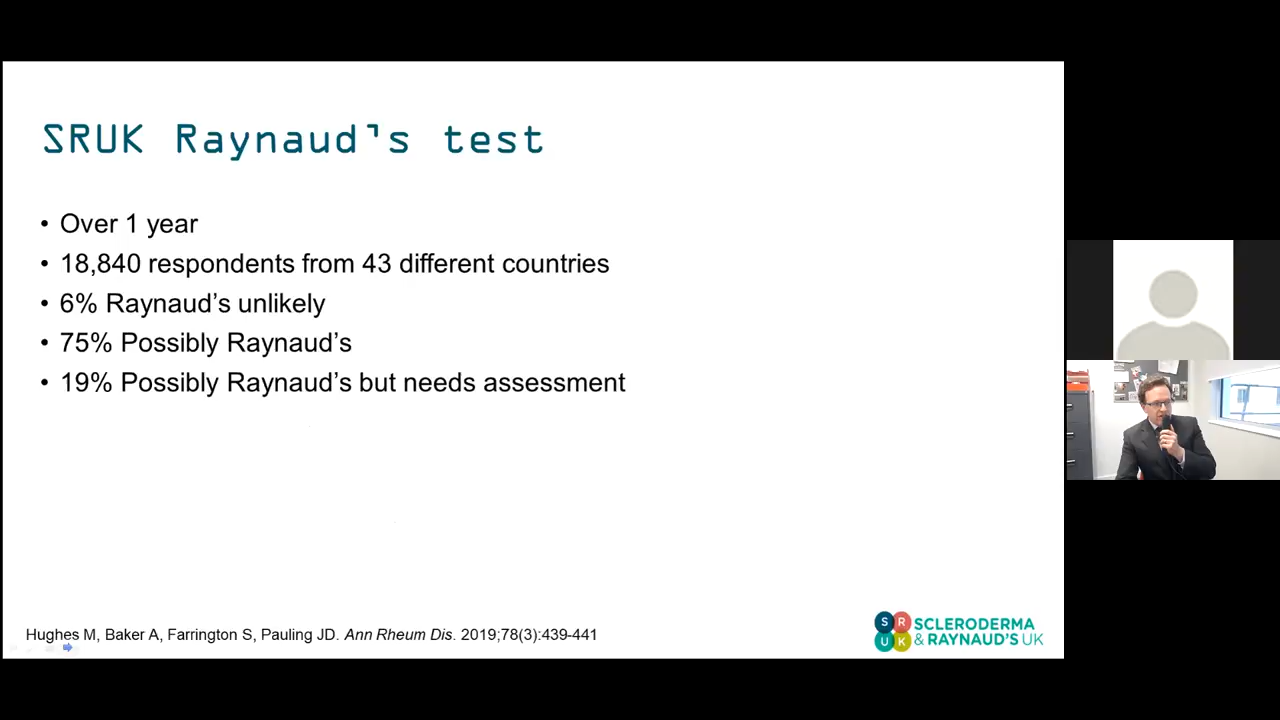 SRUK Raynaud's test
• Over 1 year
• 18,840 respondents from 43 different countries
• 6% Raynaud’s unlikely
• 75% Possibly Raynaud’s
• 19% Possibly Raynaud’s but needs assessment
Hughes M, Baker A, Farrington S, Pauling JD. Ann Rheum Dis. 2019;78(3):439-441
S R
U K
SCLERODERMA
& RAYNAUD'S UK